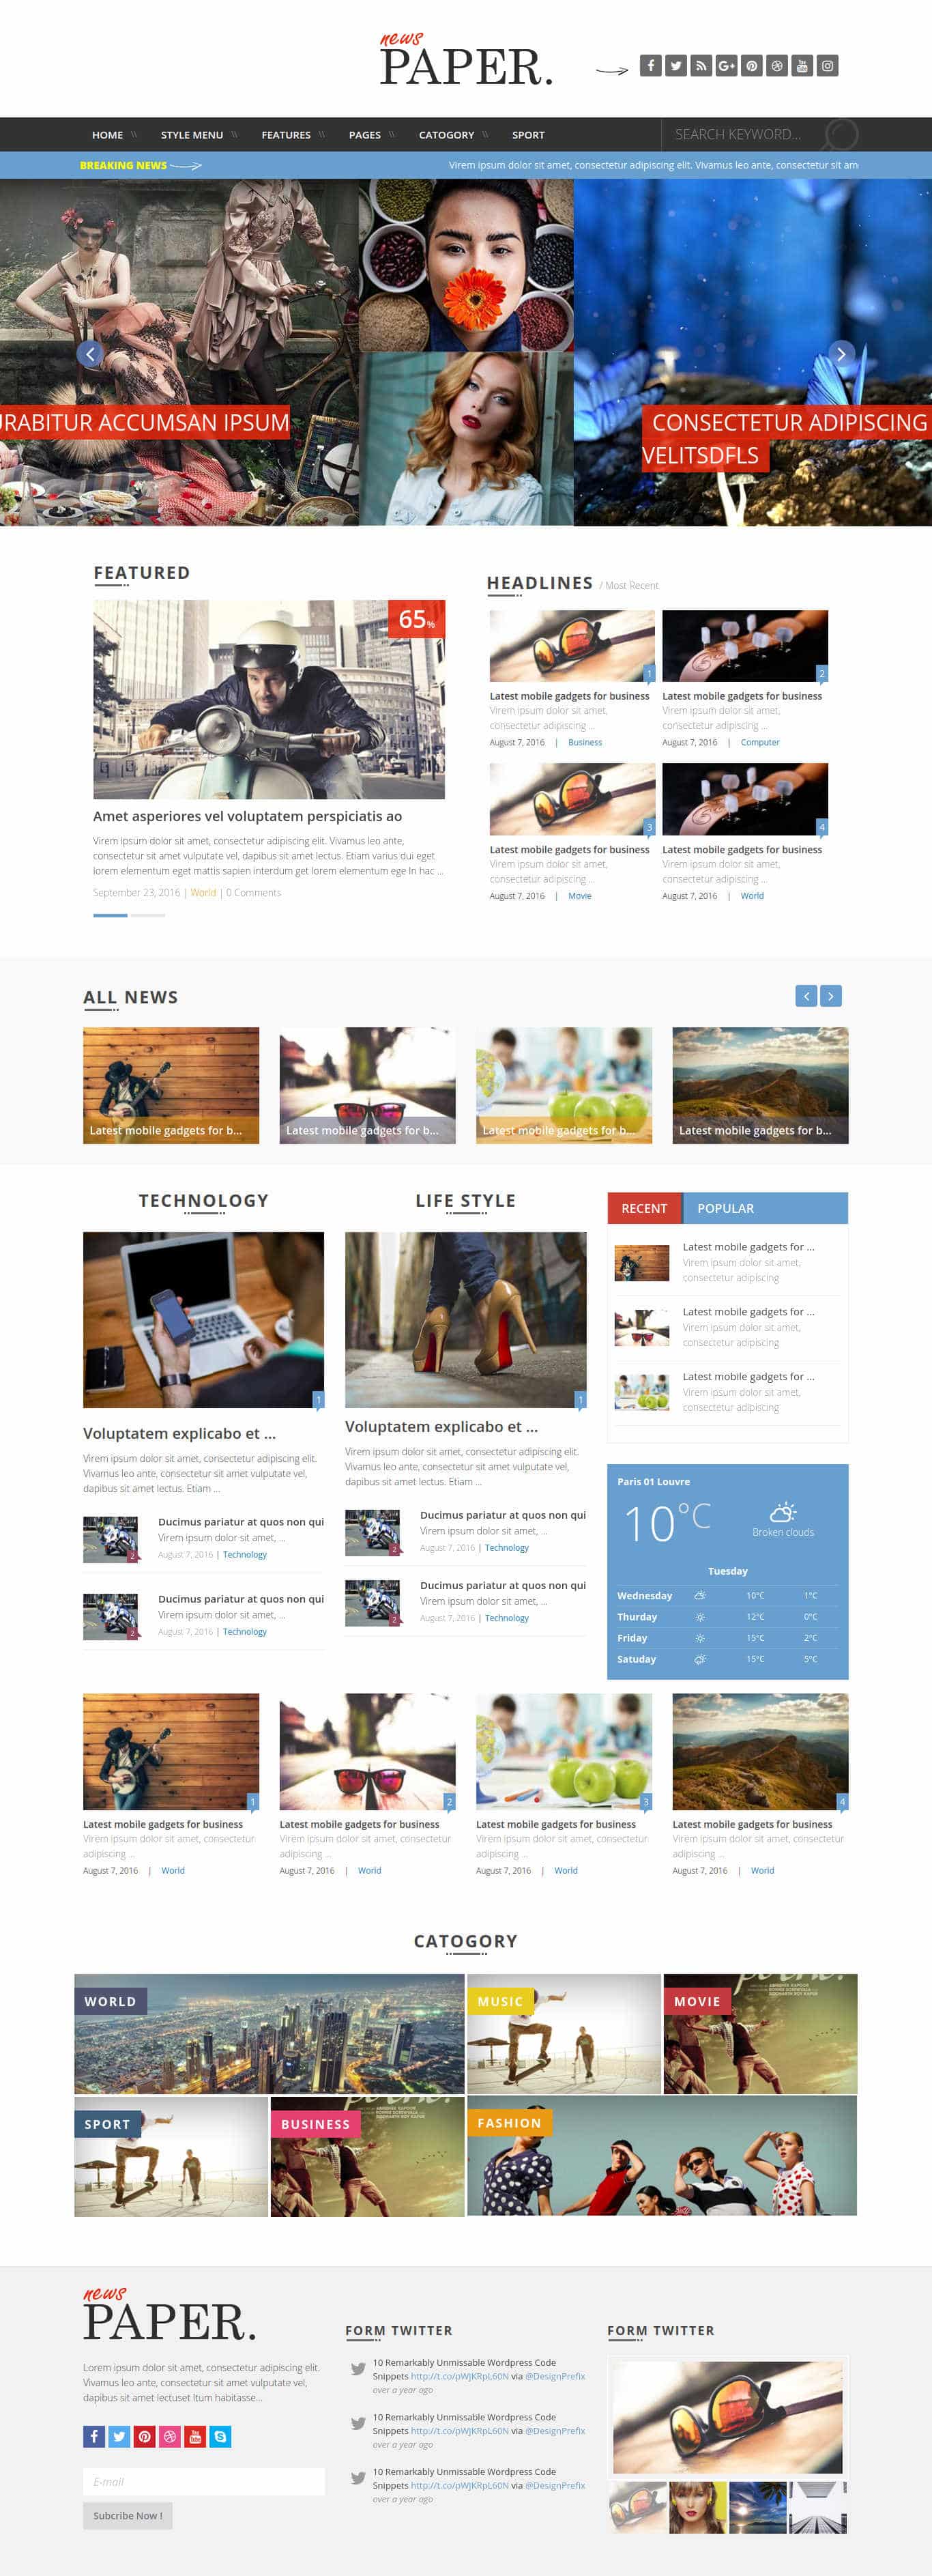 news
PAPER.
HOME \\ STYLE MENU \\ FEATURES \\ PAGES \\ CATOGORY \\ SPORT SEARCH KEYWORD...
BREAKING NEWS Virem ipsum dolor sit amet, consectetur adipiscing elit. Vivamus leo ante, consectetur sit am
URABITUR ACCUMSAN IPSUM
CONSECTETUR ADIPISCING
VELITSDFLS
FEATURED
65%
Amet asperiores vel voluptatem perspiciatis ao
Virem ipsum dolor sit amet, consectetur adipiscing elit. Vivamus leo ante,
consectetur sit amet vulputate vel, dapibus sit amet lectus. Etiam varius dui eget
lorem elementum eget mattis sapien interdum get lorem elementum ege In hac ...
September 23, 2016 | World | 0 Comments
HEADLINES / Most Recent
1
Latest mobile gadgets for business
Virem ipsum dolor sit amet,
consectetur adipiscing ...
August 7, 2016 | Business
2
Latest mobile gadgets for business
Virem ipsum dolor sit amet,
consectetur adipiscing ...
August 7, 2016 | Computer
3
Latest mobile gadgets for business
Virem ipsum dolor sit amet,
consectetur adipiscing ...
August 7, 2016 | Movie
4
Latest mobile gadgets for business
Virem ipsum dolor sit amet,
consectetur adipiscing ...
August 7, 2016 | World
ALL NEWS
Latest mobile gadgets for b...
Latest mobile gadgets for b...
Latest mobile gadgets for b...
Latest mobile gadgets for b...
TECHNOLOGY
1
Voluptatem explicabo et ...
Virem ipsum dolor sit amet, consectetur adipiscing elit.
Vivamus leo ante, consectetur sit amet vulputate vel,
dapibus sit amet lectus. Etiam ...
2
Ducimus pariatur at quos non qui
Virem ipsum dolor sit amet, ...
August 7, 2016 | Technology
2
Ducimus pariatur at quos non qui
Virem ipsum dolor sit amet, ...
August 7, 2016 | Technology
LIFE STYLE
1
Voluptatem explicabo et ...
Virem ipsum dolor sit amet, consectetur adipiscing elit.
Vivamus leo ante, consectetur sit amet vulputate vel,
dapibus sit amet lectus. Etiam ...
2
Ducimus pariatur at quos non qui
Virem ipsum dolor sit amet, ...
August 7, 2016 | Technology
2
Ducimus pariatur at quos non qui
Virem ipsum dolor sit amet, ...
August 7, 2016 | Technology
RECENT POPULAR
Latest mobile gadgets for ...
Virem ipsum dolor sit amet,
consectetur adipiscing
Latest mobile gadgets for ...
Virem ipsum dolor sit amet,
consectetur adipiscing
Latest mobile gadgets for ...
Virem ipsum dolor sit amet,
consectetur adipiscing
Paris 01 Louvre
10°C
Broken clouds
Tuesday
Wednesday 10°C 1°C
Thurday 12°C 0°C
Friday 15°C 2°C
Satuday 15°C 5°C
1
Latest mobile gadgets for business
Virem ipsum dolor sit amet, consectetur
adipiscing ...
August 7, 2016 | World
2
Latest mobile gadgets for business
Virem ipsum dolor sit amet, consectetur
adipiscing ...
August 7, 2016 | World
3
Latest mobile gadgets for business
Virem ipsum dolor sit amet, consectetur
adipiscing ...
August 7, 2016 | World
4
Latest mobile gadgets for business
Virem ipsum dolor sit amet, consectetur
adipiscing ...
August 7, 2016 | World
CATOGORY
WORLD
MUSIC
MOVIE
SPORT
BUSINESS
FASHION
news
PAPER.
Lorem ipsum dolor sit amet, consectetur adipiscing elit.
Vivamus leo ante, consectetur sit amet vulputate vel,
dapibus sit amet lectuset Itum habitasse...
E-mail
Subcribe Now !
FORM TWITTER
10 Remarkably Unmissable Wordpress Code
Snippets http://t.co/pWJKRpL60N via @DesignPrefix
over a year ago
10 Remarkably Unmissable Wordpress Code
Snippets http://t.co/pWJKRpL60N via @DesignPrefix
over a year ago
10 Remarkably Unmissable Wordpress Code
Snippets http://t.co/pWJKRpL60N via @DesignPrefix
over a year ago
FORM TWITTER